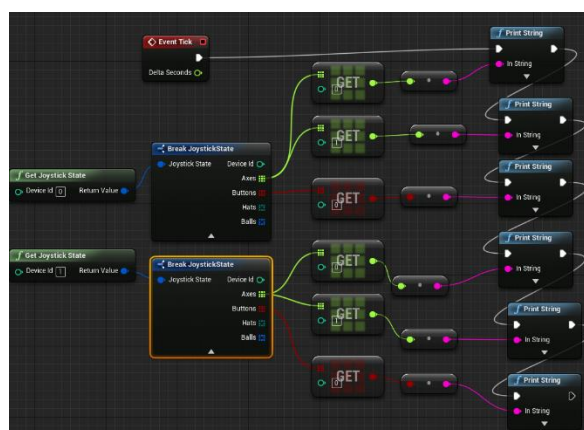 Print String
In String
Event Tick
Delta Seconds
GET
0
Print String
In String
GET
1
Break JoystickState
Joystick State
Device Id
Axes
Buttons
Hats
Balls
Get Joystick State
Device Id 0
Return Value
Print String
In String
GET
0
Print String
In String
GET
0
Get Joystick State
Device Id 1
Return Value
Break JoystickState
Joystick State
Device Id
Axes
Buttons
Hats
Balls
GET
1
Print String
In String
GET
0
Print String
In String